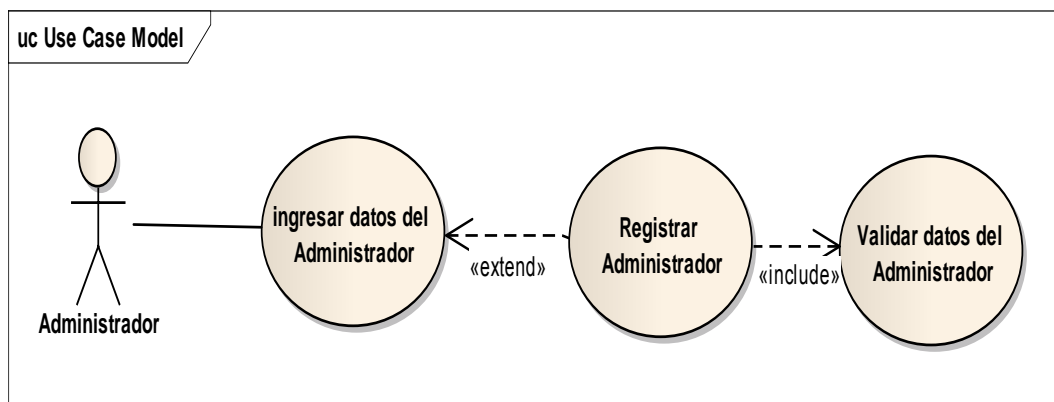 uc Use Case Model
ingresar datos del
Administrador
Registrar
Administrador
Validar datos del
Administrador
«extend»
«include»
Administrador